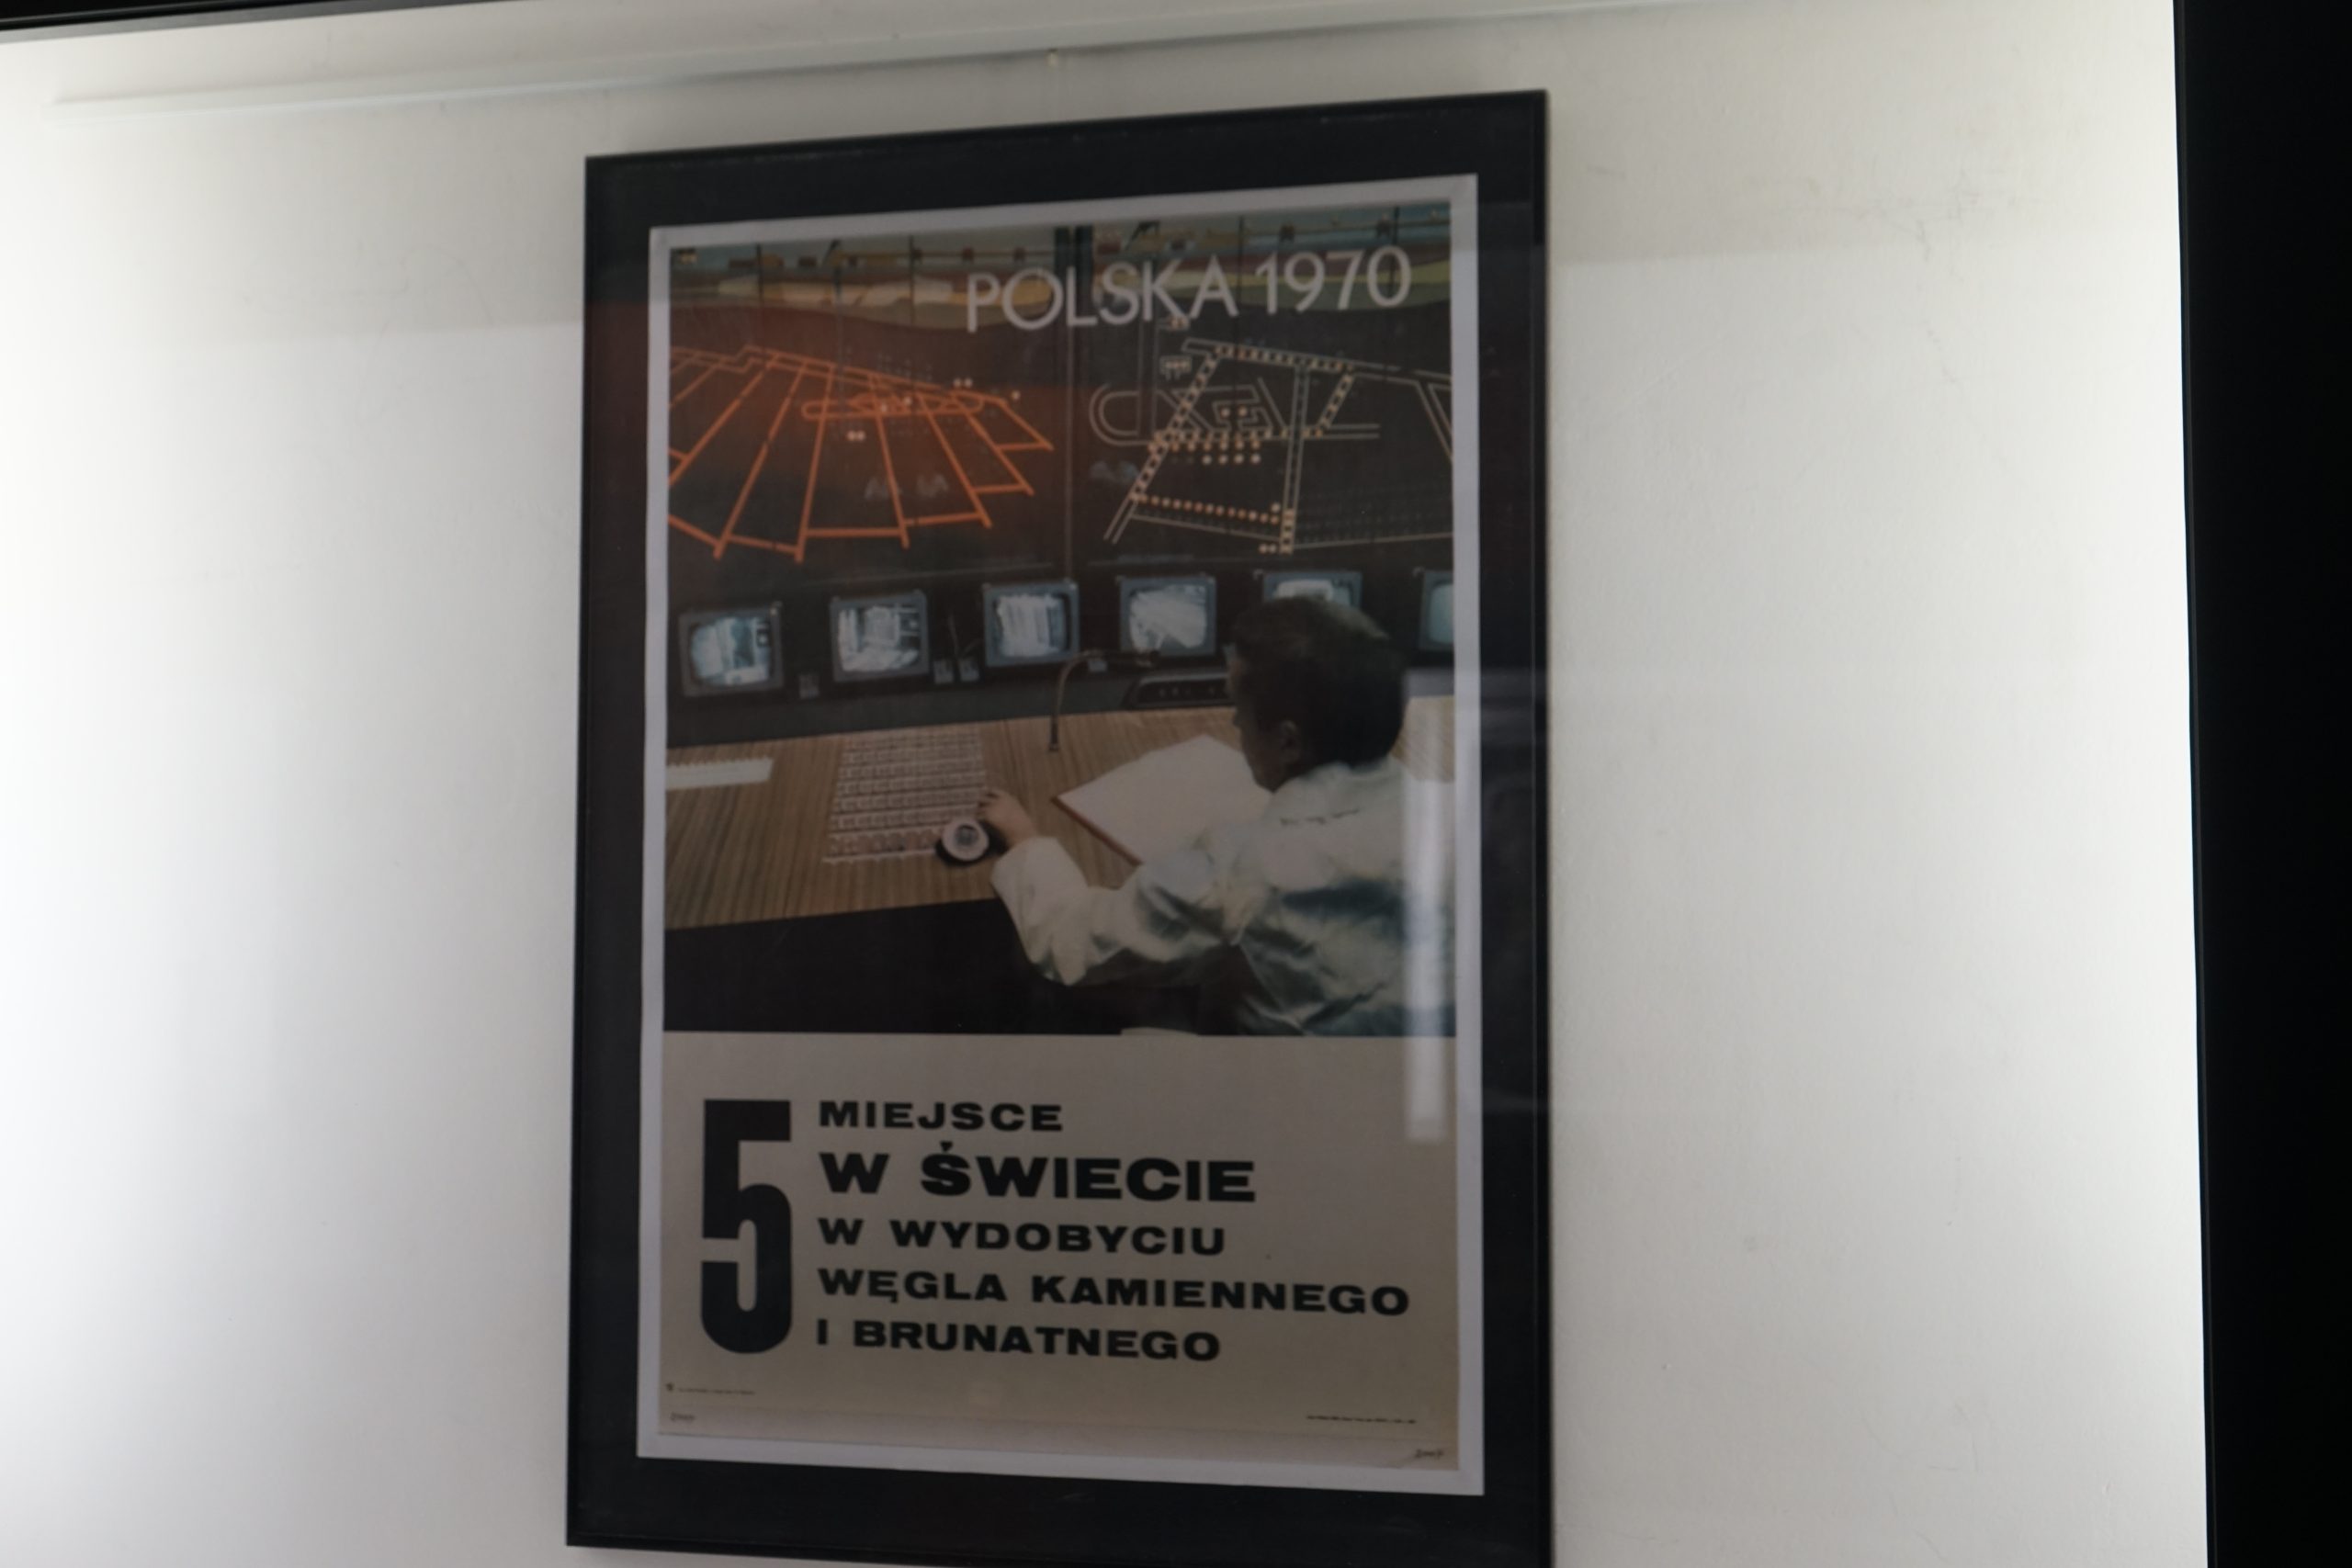 POLSKA 1970
5 MIEJSCE
W ŚWIECIE
W WYDOBYCIU
WĘGLA KAMIENNEGO
I BRUNATNEGO